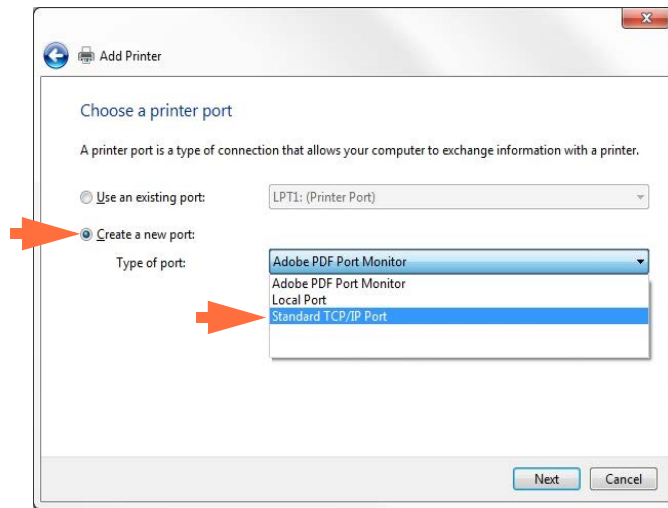 Add Printer
Choose a printer port
A printer port is a type of connection that allows your computer to exchange information with a printer.
Use an existing port: LPT1: (Printer Port)
Create a new port:
Type of port: Adobe PDF Port Monitor
Adobe PDF Port Monitor
Local Port
Standard TCP/IP Port
Next Cancel